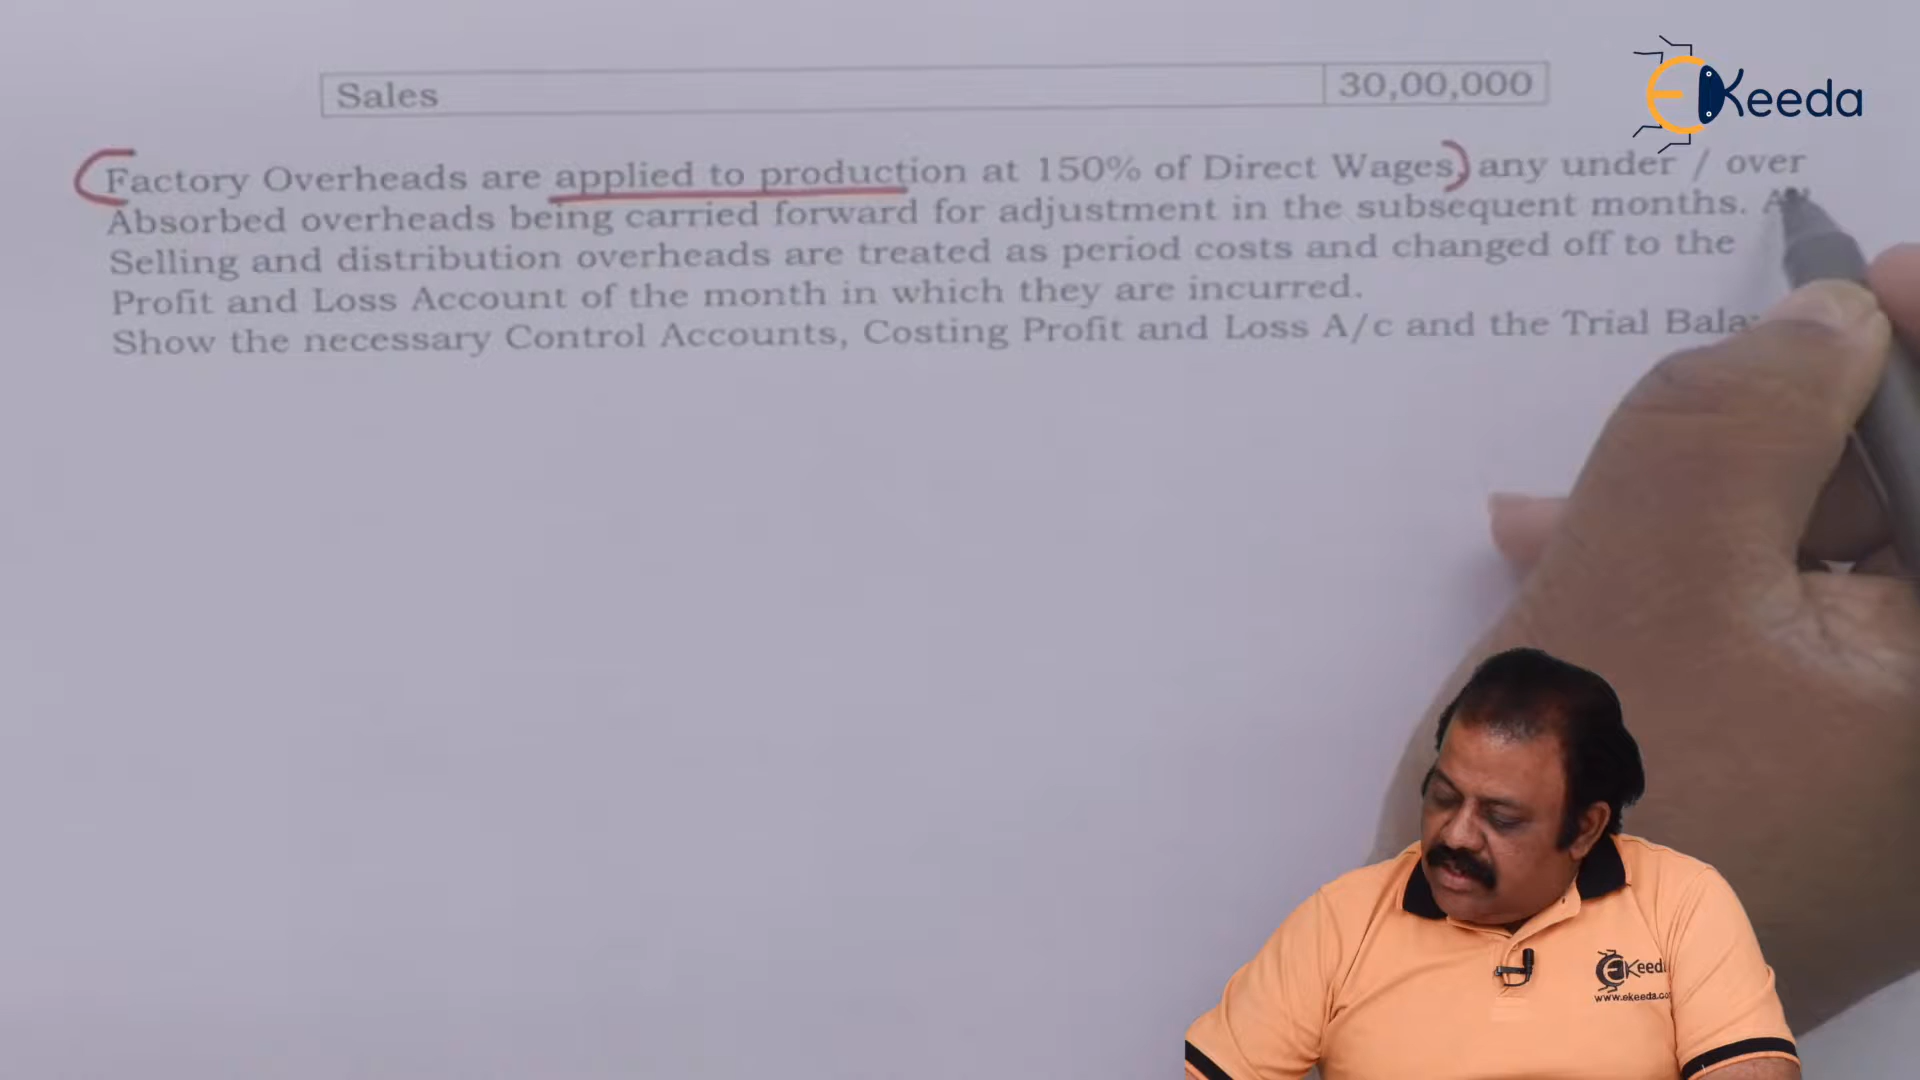 Sales 30,00,000
EKeeda
Factory Overheads are applied to production at 150% of Direct Wages, any under / over
Absorbed overheads being carried forward for adjustment in the subsequent months.
Selling and distribution overheads are treated as period costs and changed off to the
Profit and Loss Account of the month in which they are incurred.
Show the necessary Control Accounts, Costing Profit and Loss A/c and the Trial